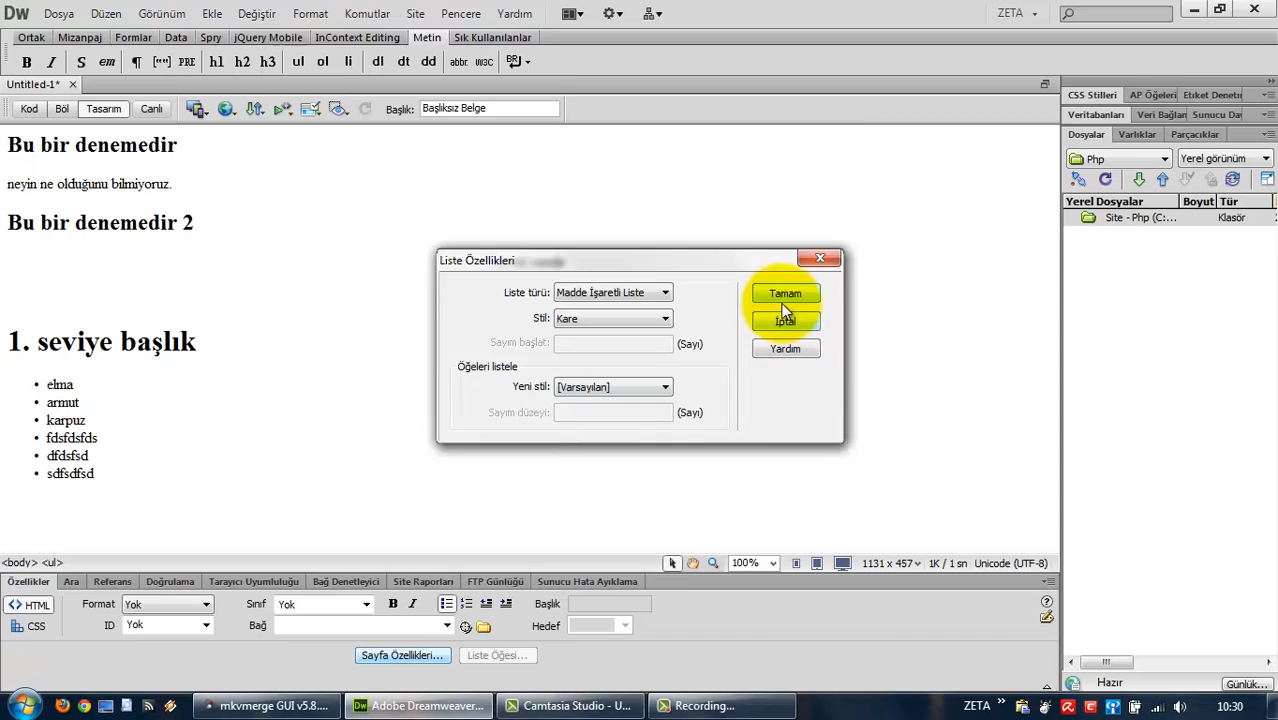 Dw Dosya Düzen Görünüm Ekle Değiştir Format Komutlar Site Pencere Yardım ZETA
Ortak Mizanpaj Formlar Data Spry jQuery Mobile InContext Editing Metin Sık Kullanılanlar
B I S em ¶ [""] PRE h1 h2 h3 ul ol li dl dt dd abbr. W3C BRJ
Untitled-1* ×
Kod Böl Tasarım Canlı Başlık: Başlıksız Belge
CSS Stilleri AP Öğeleri Etiket Denetm
Veritabanları Veri Bağlan Sunucu Da
Dosyalar Varlıklar Parçacıklar
Php Yerel görünüm
Yerel Dosyalar Boyut Tür
Site - Php (C:... Klasör
Bu bir denemedir
neyin ne olduğunu bilmiyoruz.
Bu bir denemedir 2
1. seviye başlık
• elma
• armut
• karpuz
• fdsfdsfds
• dfdsfsd
• sdfsdfsd
Liste Özellikleri
Liste türü: Madde İşaretli Liste
Stil: Kare
Sayım başlat: (Sayı)
Öğeleri listele
Yeni stil: [Varsayılan]
Sayım düzeyi: (Sayı)
Tamam
İptal
Yardım
<body> <ul> 100% 1131 x 457 1K / 1 sn Unicode (UTF-8)
Özellikler Ara Referans Doğrulama Tarayıcı Uyumluluğu Bağ Denetleyici Site Raporları FTP Günlüğü Sunucu Hata Ayıklama
<> HTML Format Yok Sınıf Yok B I Başlık
CSS ID Yok Bağ Hedef
Sayfa Özellikleri... Liste Öğesi...
Hazır Günlük...
mkvmerge GUI v5.8.... Adobe Dreamweaver... Camtasia Studio - U... Recording... ZETA 10:30